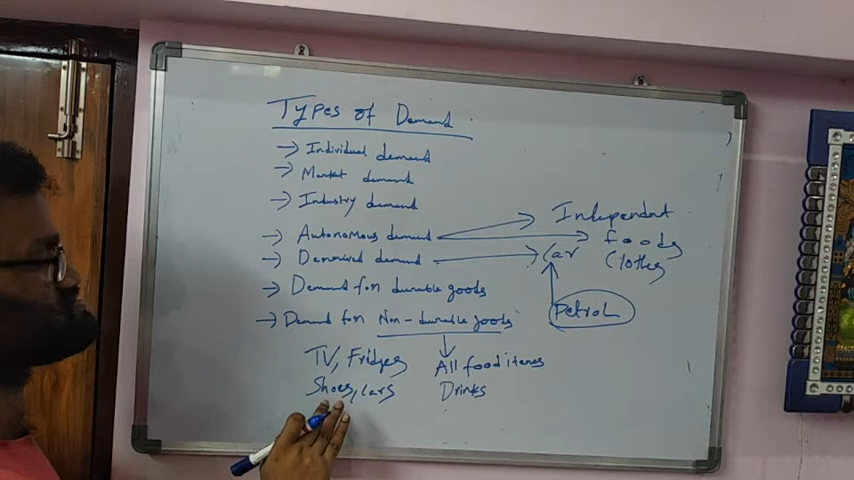 Types of Demand
→ Individual demand
→ Market demand
→ Industry demand
→ Autonomous demand
→ Derived demand
→ Demand for durable goods
→ Demand for Non-durable goods
Independent
foods
Car
Clothes
Petrol
TV, Fridges
Shoes, Cars
All food items
Drinks